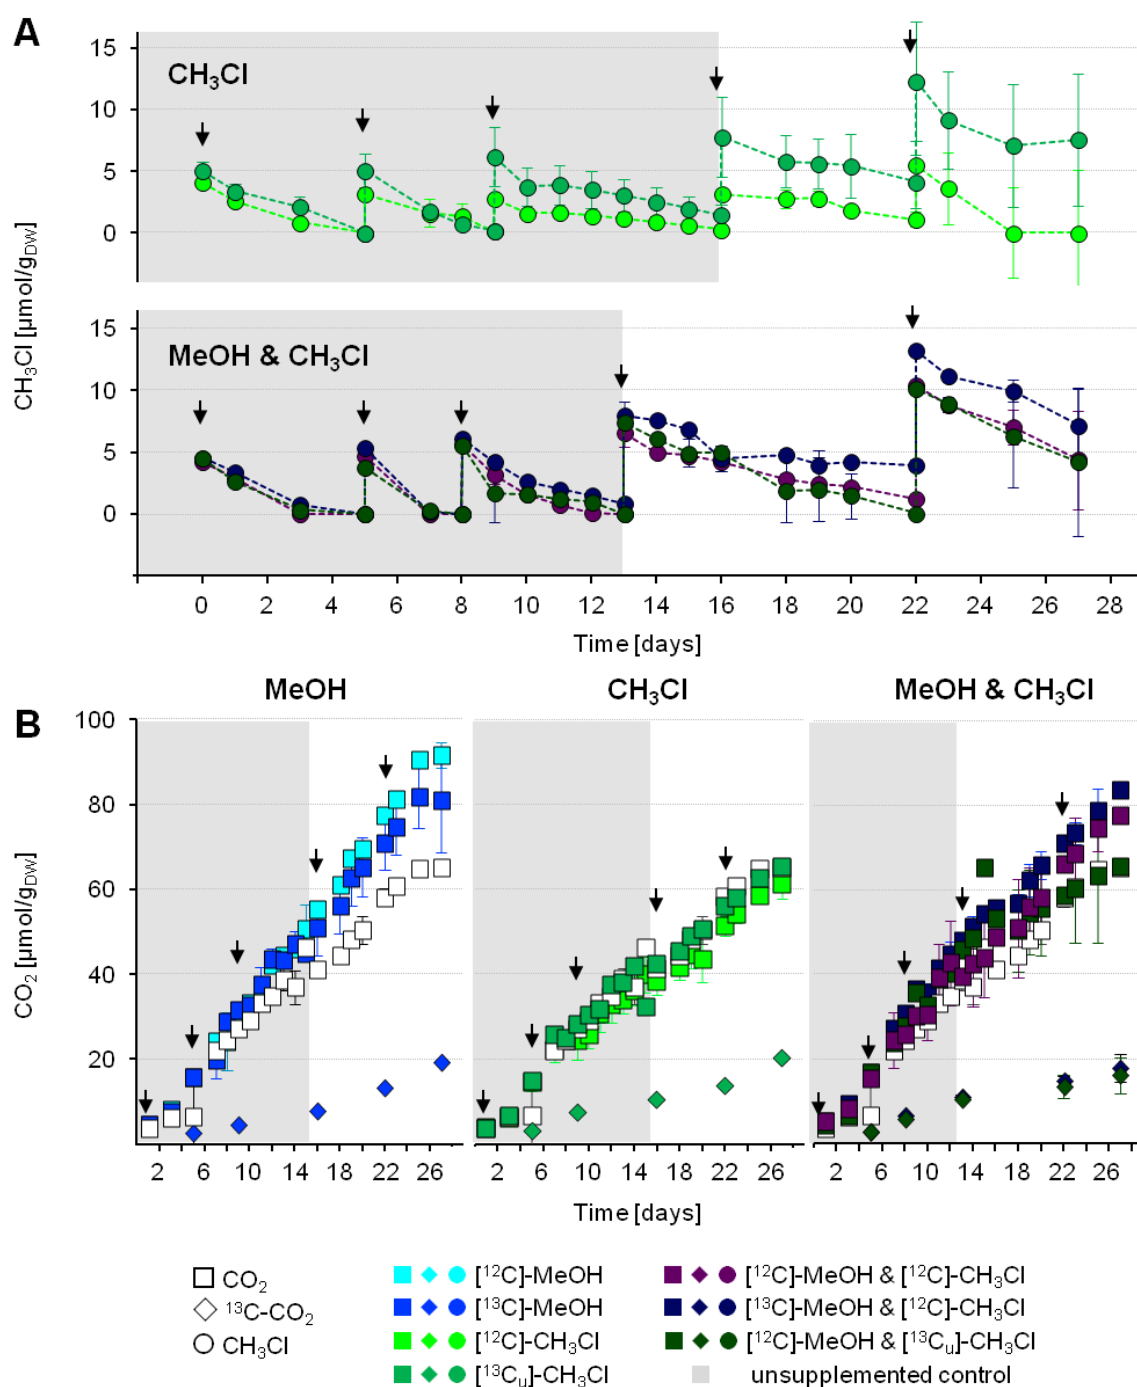 A
CH₃Cl
15
10
5
0
MeOH & CH₃Cl
15
10
5
0
CH₃Cl [µmol/g_DW]
0 2 4 6 8 10 12 14 16 18 20 22 24 26 28
Time [days]
B
MeOH CH₃Cl MeOH & CH₃Cl
100
80
60
40
20
CO₂ [µmol/g_DW]
2 6 10 14 18 22 26 2 6 10 14 18 22 26 2 6 10 14 18 22 26
Time [days]
CO₂
¹³C-CO₂
CH₃Cl
[¹²C]-MeOH
[¹³C]-MeOH
[¹²C]-CH₃Cl
[¹³Cᵤ]-CH₃Cl
[¹²C]-MeOH & [¹²C]-CH₃Cl
[¹³C]-MeOH & [¹²C]-CH₃Cl
[¹²C]-MeOH & [¹³Cᵤ]-CH₃Cl
unsupplemented control